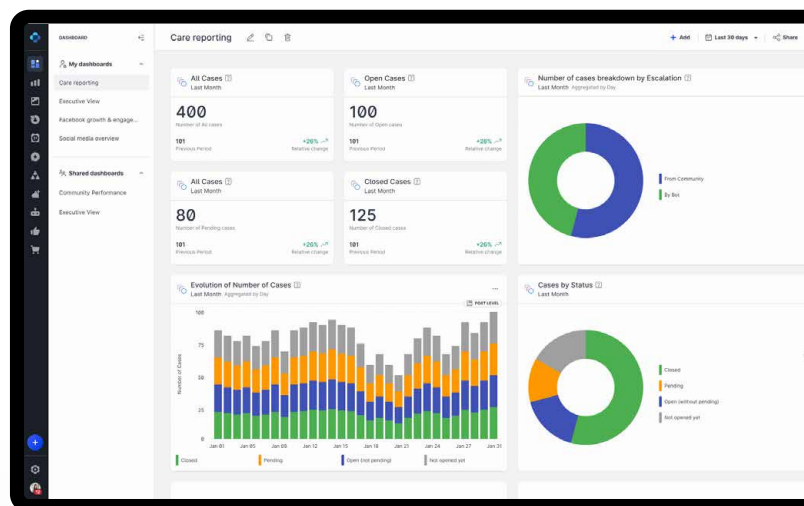 DASHBOARD
Care reporting
+ Add
Last 30 days
Share
My dashboards
Care reporting
Executive View
Facebook growth & engage...
Social media overview
Shared dashboards
Community Performance
Executive View
All Cases
Last Month
400
Number of As cases
101
+26%
Previous Period
Relative change
Open Cases
Last Month
100
Number of Open cases
101
+26%
Previous Period
Relative change
Number of cases breakdown by Escalation
Last Month Aggregated by Day
From Community
By Bot
All Cases
Last Month
80
Number of Pending cases
101
+26%
Previous Period
Relative change
Closed Cases
Last Month
125
Number of Closed cases
101
+26%
Previous Period
Relative change
Evolution of Number of Cases
Last Month Aggregated by Day
POST LEVEL
Number of Cases
100
75
50
25
0
Jan 01 Jan 05 Jan 09 Jan 12 Jan 15 Jan 18 Jan 21 Jan 24 Jan 27 Jan 31
Closed
Pending
Open (not pending)
Not opened yet
Cases by Status
Last Month
Closed
Pending
Open (without pending)
Not opened yet